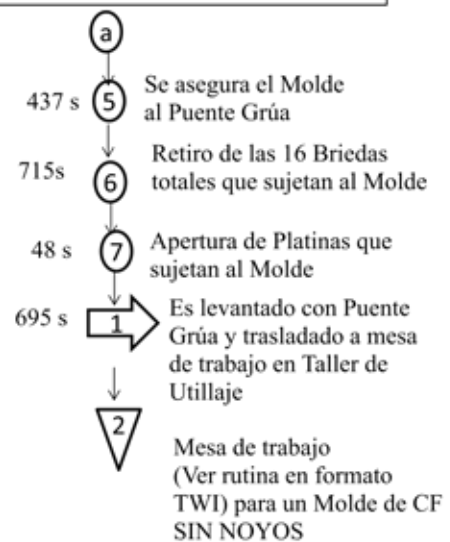 a
437 s 5 Se asegura el Molde
al Puente Grúa
715s 6 Retiro de las 16 Briedas
totales que sujetan al Molde
48 s 7 Apertura de Platinas que
sujetan al Molde
695 s 1 Es levantado con Puente
Grúa y trasladado a mesa
de trabajo en Taller de
Utillaje
2
Mesa de trabajo
(Ver rutina en formato
TWI) para un Molde de CF
SIN NOYOS